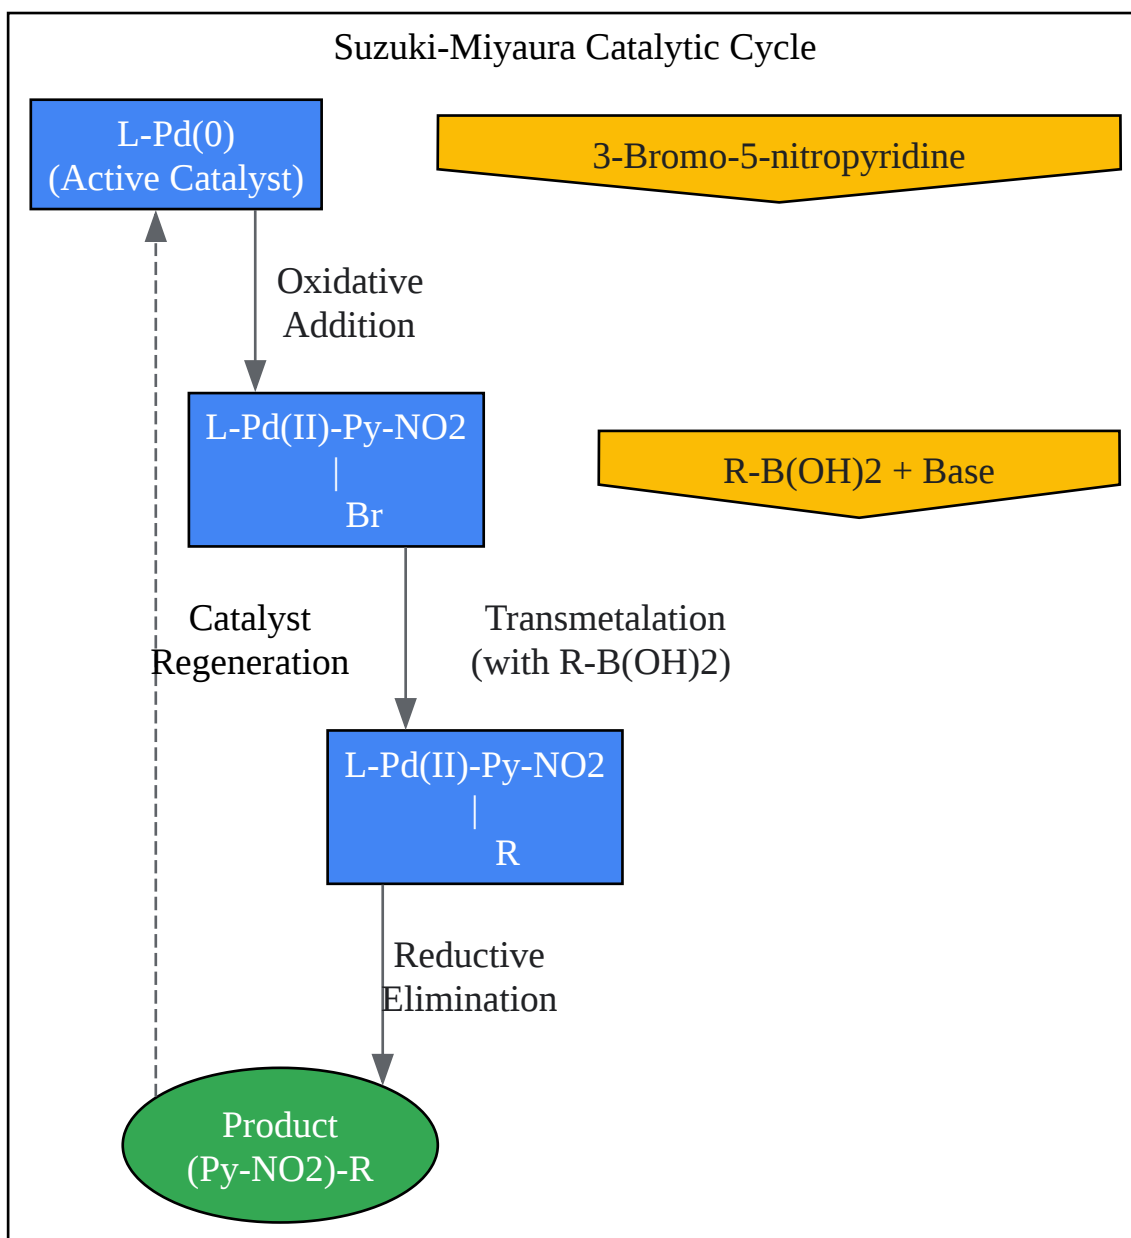 Suzuki-Miyaura Catalytic Cycle
L-Pd(0)
(Active Catalyst)
3-Bromo-5-nitropyridine
Oxidative
Addition
L-Pd(II)-Py-NO2
|
Br
R-B(OH)2 + Base
Catalyst
Regeneration
Transmetalation
(with R-B(OH)2)
L-Pd(II)-Py-NO2
|
R
Reductive
Elimination
Product
(Py-NO2)-R